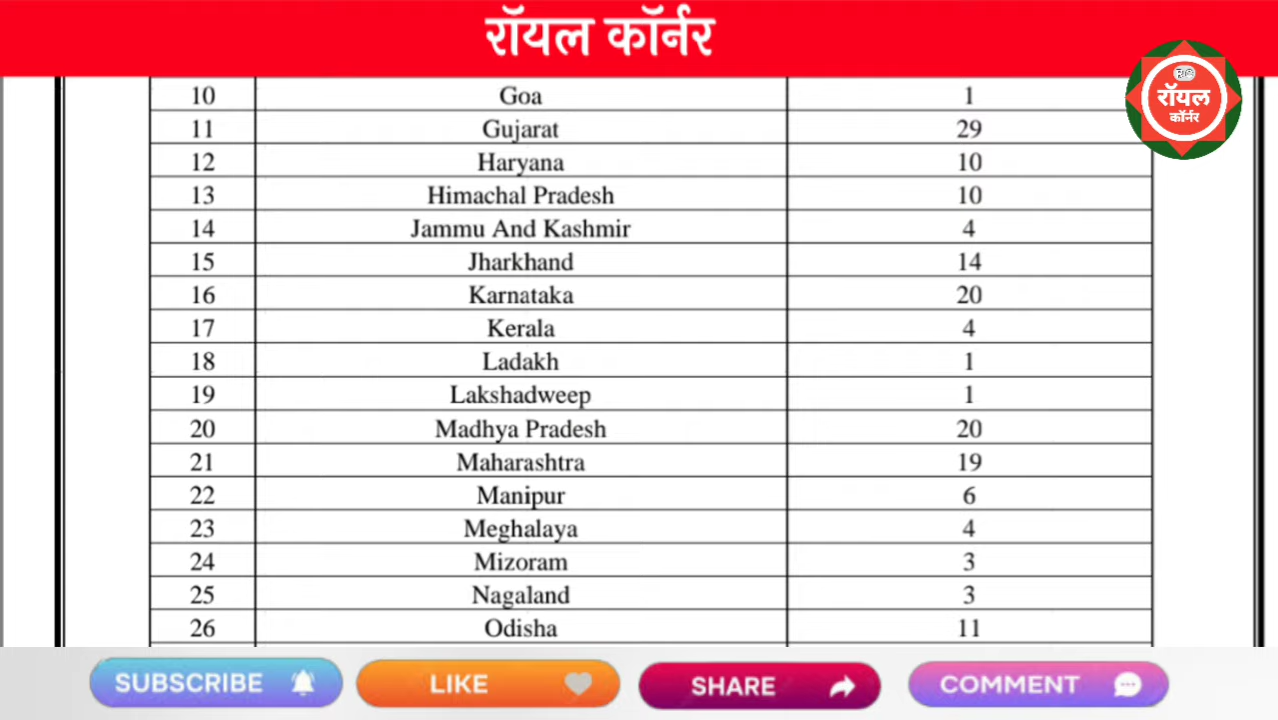 रॉयल कॉर्नर
RC
रॉयल
कॉर्नर
10 Goa 1
11 Gujarat 29
12 Haryana 10
13 Himachal Pradesh 10
14 Jammu And Kashmir 4
15 Jharkhand 14
16 Karnataka 20
17 Kerala 4
18 Ladakh 1
19 Lakshadweep 1
20 Madhya Pradesh 20
21 Maharashtra 19
22 Manipur 6
23 Meghalaya 4
24 Mizoram 3
25 Nagaland 3
26 Odisha 11
SUBSCRIBE LIKE SHARE COMMENT